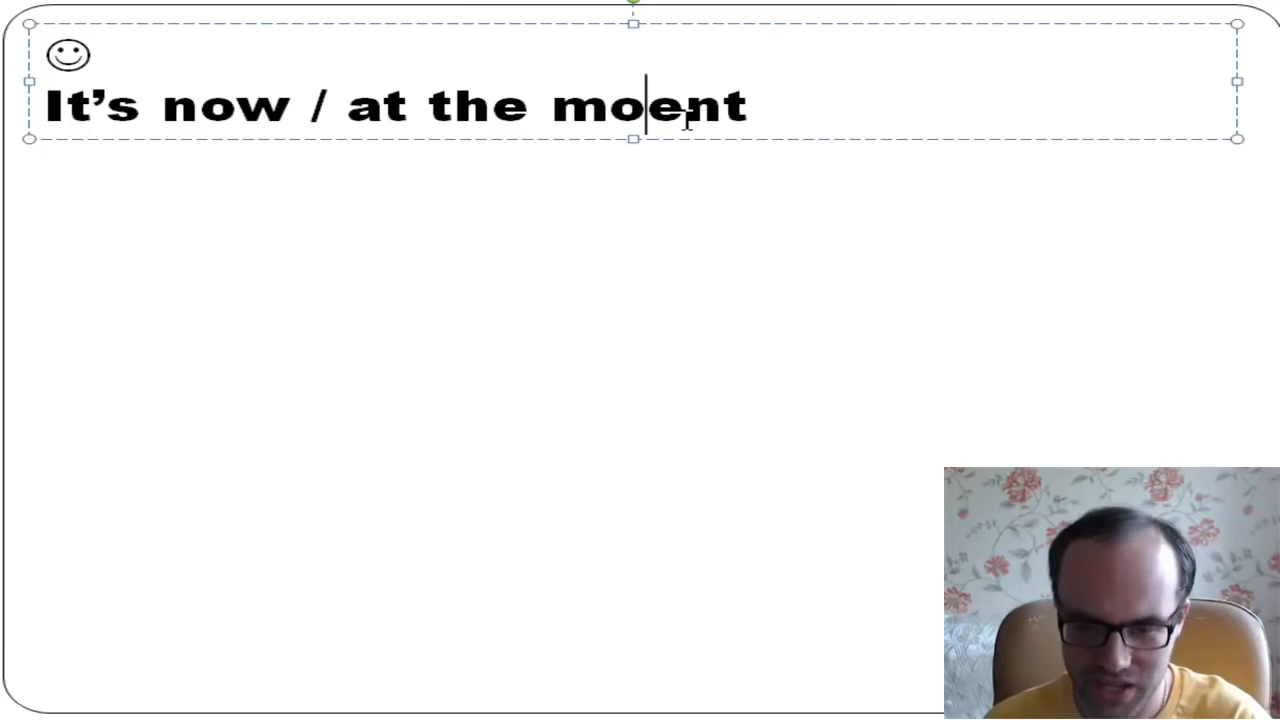 It’s now / at the moent